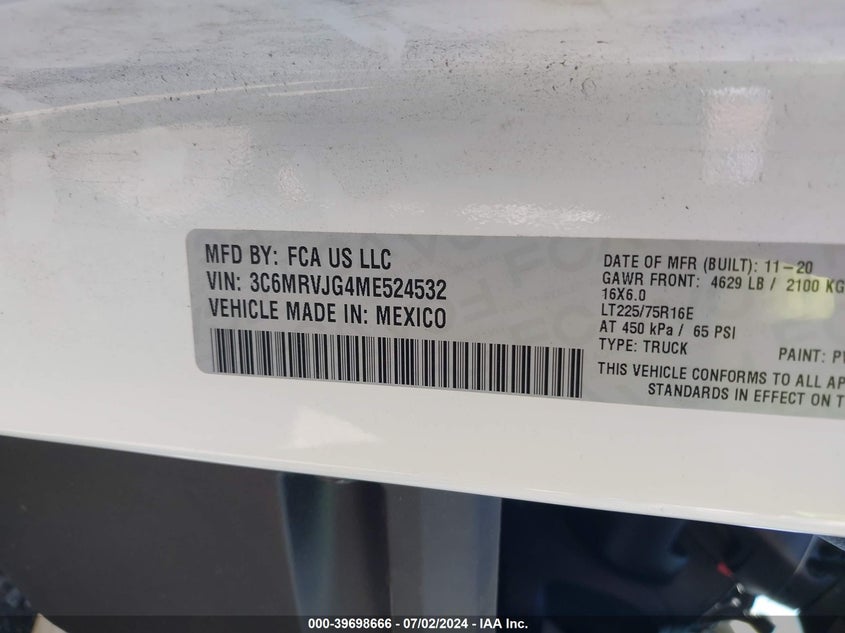 MFD BY: FCA US LLC
VIN: 3C6MRVJG4ME524532
VEHICLE MADE IN: MEXICO
DATE OF MFR (BUILT): 11-20
GAWR FRONT: 4629 LB / 2100 KG
16X6.0
LT225/75R16E
AT 450 kPa / 65 PSI
TYPE: TRUCK
PAINT:
THIS VEHICLE CONFORMS TO ALL
STANDARDS IN EFFECT ON
000-39698666 / 07/02/2024 - IAA Inc.